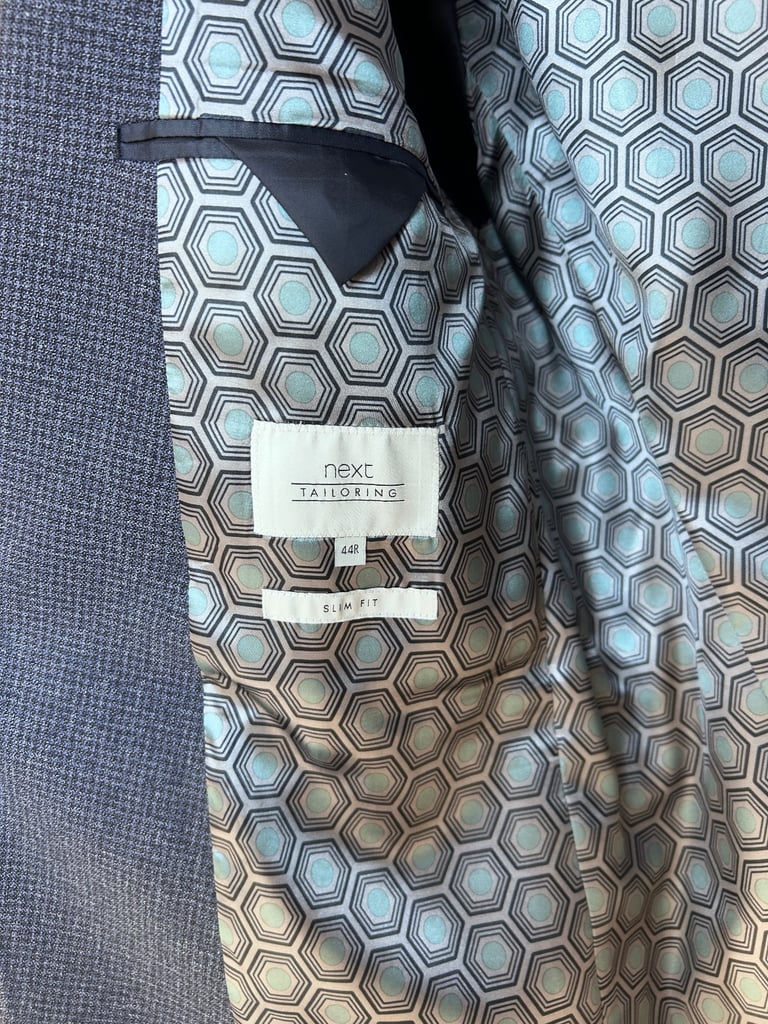 next
TAILORING
44R
SLIM FIT